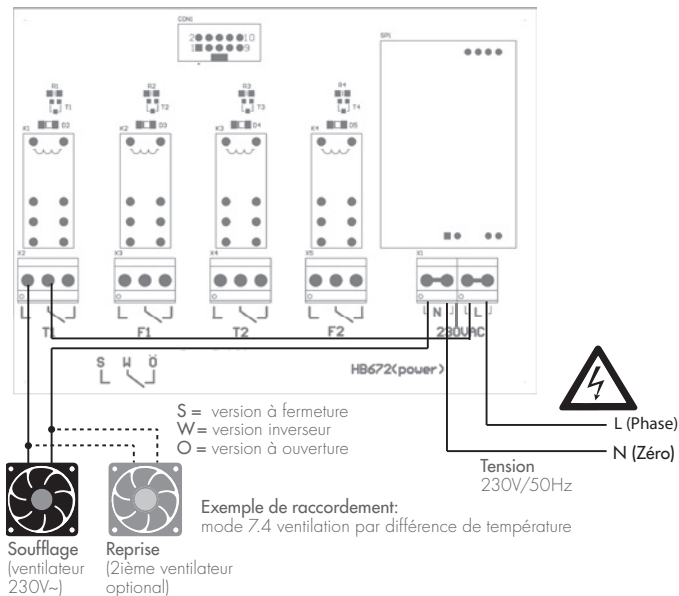 CON1
2 10
1 9
SP1
R1 R2 R3 R4
T1 T2 T3 T4
D2 D3 D4 D5
K1 K2 K3 K4
X2 X3 X4 X5 X1
N L
T1 F1 T2 F2 230VAC
S W Ö
HB672(power)
S = version à fermeture
W = version inverseur
O = version à ouverture
L (Phase)
N (Zéro)
Tension
230V/50Hz
Exemple de raccordement:
mode 7.4 ventilation par différence de température
Soufflage
(ventilateur
230V~)
Reprise
(2ième ventilateur
optional)